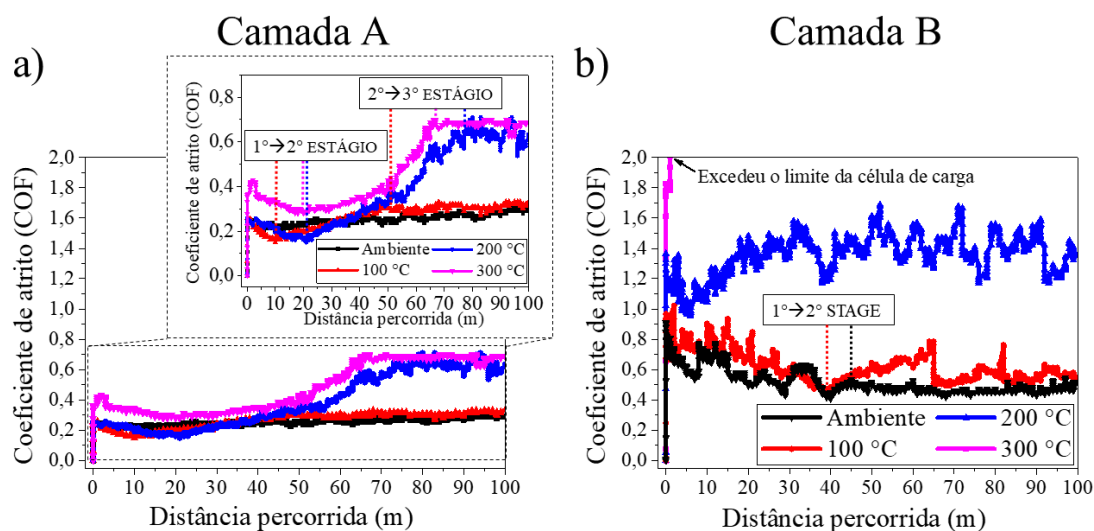 Camada A
a)
Coeficiente de atrito (COF)
0,8
0,6
0,4
0,2
0,0
2°→3° ESTÁGIO
1°→2° ESTÁGIO
Ambiente
200 °C
100 °C
300 °C
0 10 20 30 40 50 60 70 80 90 100
Distância percorrida (m)
Coeficiente de atrito (COF)
2,0
1,8
1,6
1,4
1,2
1,0
0,8
0,6
0,4
0,2
0,0
0 10 20 30 40 50 60 70 80 90 100
Distância percorrida (m)
Camada B
b)
Coeficiente de atrito (COF)
2,0
1,8
1,6
1,4
1,2
1,0
0,8
0,6
0,4
0,2
0,0
Excedeu o limite da célula de carga
1°→2° STAGE
Ambiente
200 °C
100 °C
300 °C
0 10 20 30 40 50 60 70 80 90 100
Distância percorrida (m)